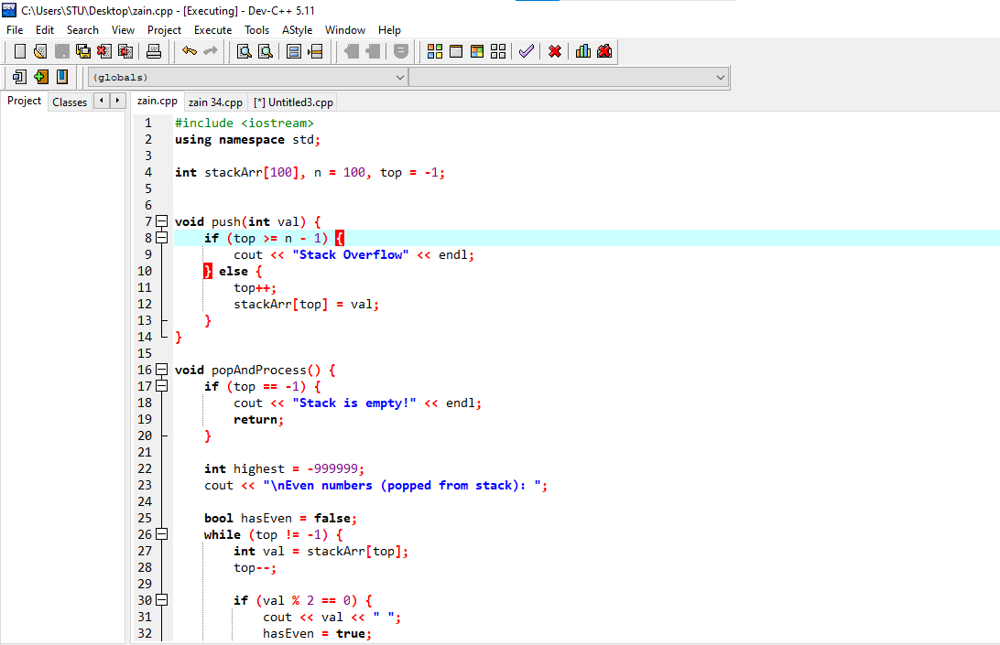 C:\Users\STU\Desktop\zain.cpp - [Executing] - Dev-C++ 5.11
File Edit Search View Project Execute Tools AStyle Window Help
(globals)
Project Classes zain.cpp zain 34.cpp [*] Untitled3.cpp
1 #include <iostream>
2 using namespace std;
3
4 int stackArr[100], n = 100, top = -1;
5
6
7 void push(int val) {
8     if (top >= n - 1) {
9         cout << "Stack Overflow" << endl;
10     } else {
11         top++;
12         stackArr[top] = val;
13     }
14 }
15
16 void popAndProcess() {
17     if (top == -1) {
18         cout << "Stack is empty!" << endl;
19         return;
20     }
21
22     int highest = -999999;
23     cout << "\nEven numbers (popped from stack): ";
24
25     bool hasEven = false;
26     while (top != -1) {
27         int val = stackArr[top];
28         top--;
29
30         if (val % 2 == 0) {
31             cout << val << " ";
32             hasEven = true;